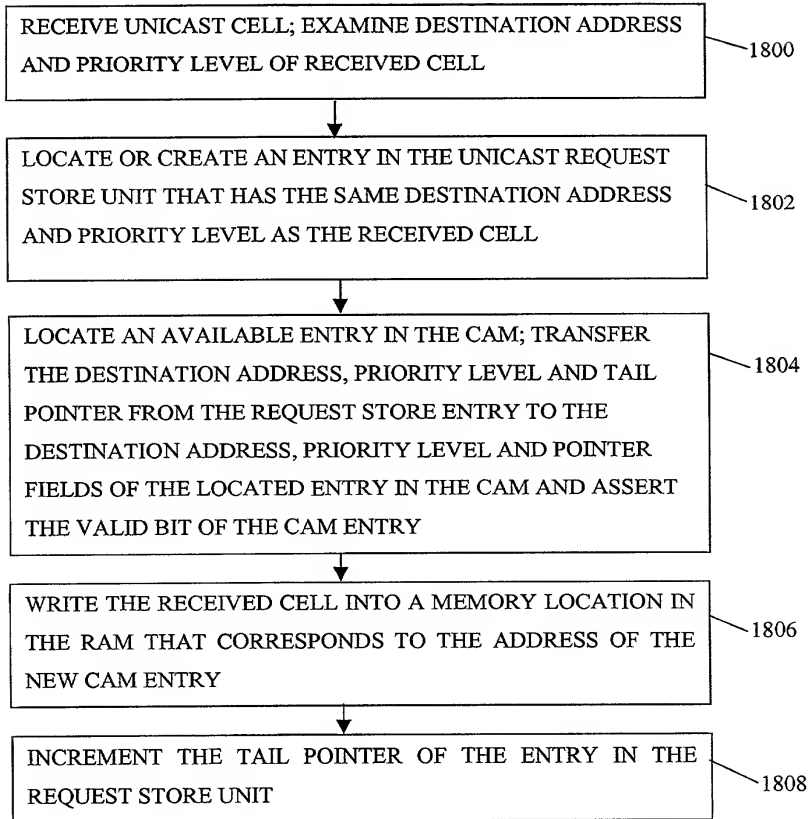 RECEIVE UNICAST CELL; EXAMINE DESTINATION ADDRESS
AND PRIORITY LEVEL OF RECEIVED CELL
1800
LOCATE OR CREATE AN ENTRY IN THE UNICAST REQUEST
STORE UNIT THAT HAS THE SAME DESTINATION ADDRESS
AND PRIORITY LEVEL AS THE RECEIVED CELL
1802
LOCATE AN AVAILABLE ENTRY IN THE CAM; TRANSFER
THE DESTINATION ADDRESS, PRIORITY LEVEL AND TAIL
POINTER FROM THE REQUEST STORE ENTRY TO THE
DESTINATION ADDRESS, PRIORITY LEVEL AND POINTER
FIELDS OF THE LOCATED ENTRY IN THE CAM AND ASSERT
THE VALID BIT OF THE CAM ENTRY
1804
WRITE THE RECEIVED CELL INTO A MEMORY LOCATION IN
THE RAM THAT CORRESPONDS TO THE ADDRESS OF THE
NEW CAM ENTRY
1806
INCREMENT THE TAIL POINTER OF THE ENTRY IN THE
REQUEST STORE UNIT
1808